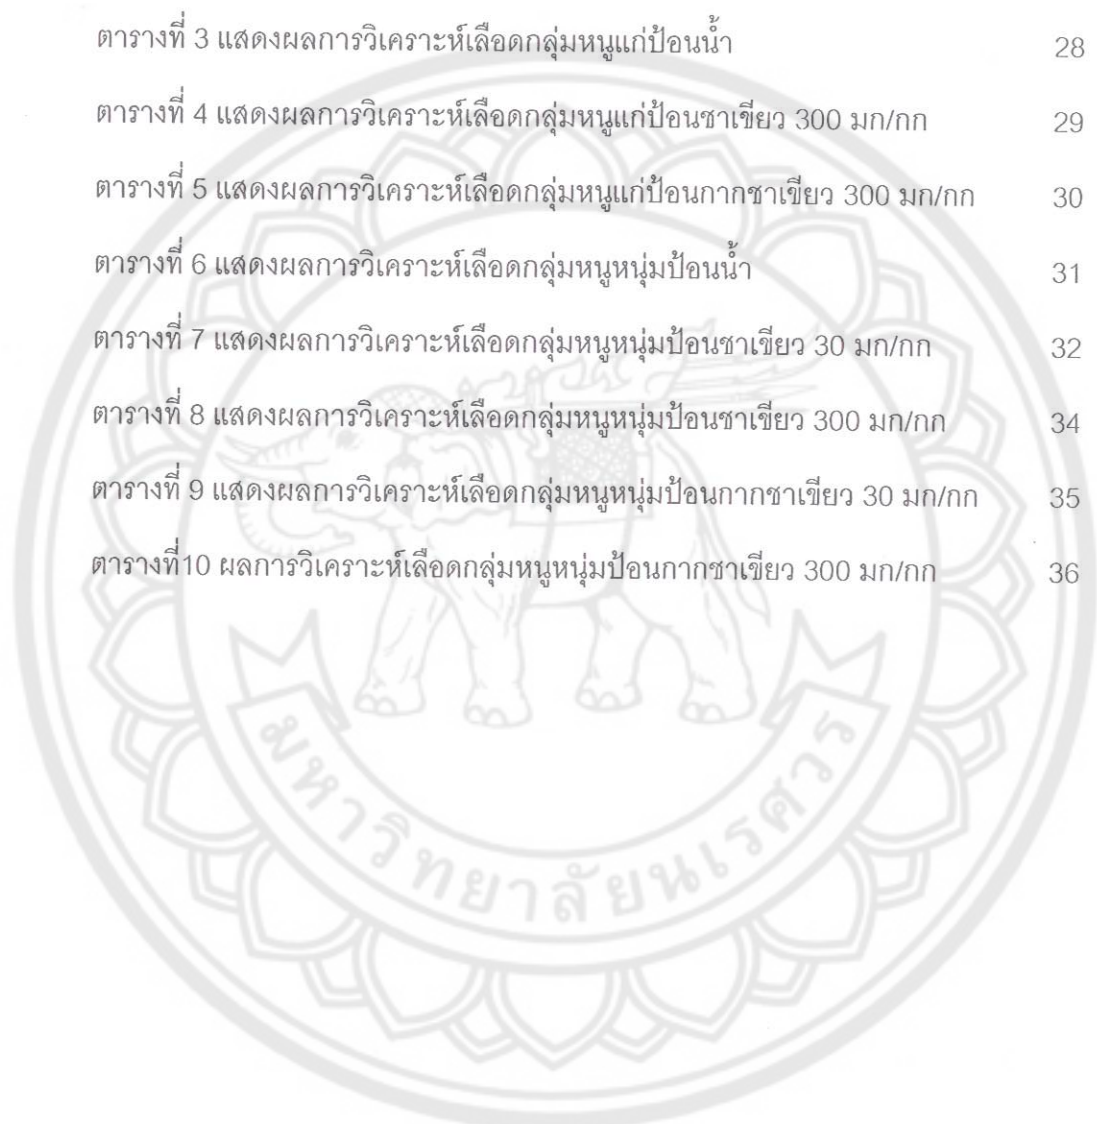 ตารางที่ 3 แสดงผลการวิเคราะห์เลือดกลุ่มหนูแก่ป้อนน้ำ 28
ตารางที่ 4 แสดงผลการวิเคราะห์เลือดกลุ่มหนูแก่ป้อนชาเขียว 300 มก/กก 29
ตารางที่ 5 แสดงผลการวิเคราะห์เลือดกลุ่มหนูแก่ป้อนกากชาเขียว 300 มก/กก 30
ตารางที่ 6 แสดงผลการวิเคราะห์เลือดกลุ่มหนูหนุ่มป้อนน้ำ 31
ตารางที่ 7 แสดงผลการวิเคราะห์เลือดกลุ่มหนูหนุ่มป้อนชาเขียว 30 มก/กก 32
ตารางที่ 8 แสดงผลการวิเคราะห์เลือดกลุ่มหนูหนุ่มป้อนชาเขียว 300 มก/กก 34
ตารางที่ 9 แสดงผลการวิเคราะห์เลือดกลุ่มหนูหนุ่มป้อนกากชาเขียว 30 มก/กก 35
ตารางที่10 ผลการวิเคราะห์เลือดกลุ่มหนูหนุ่มป้อนกากชาเขียว 300 มก/กก 36
มหาวิทยาลัยนเรศวร